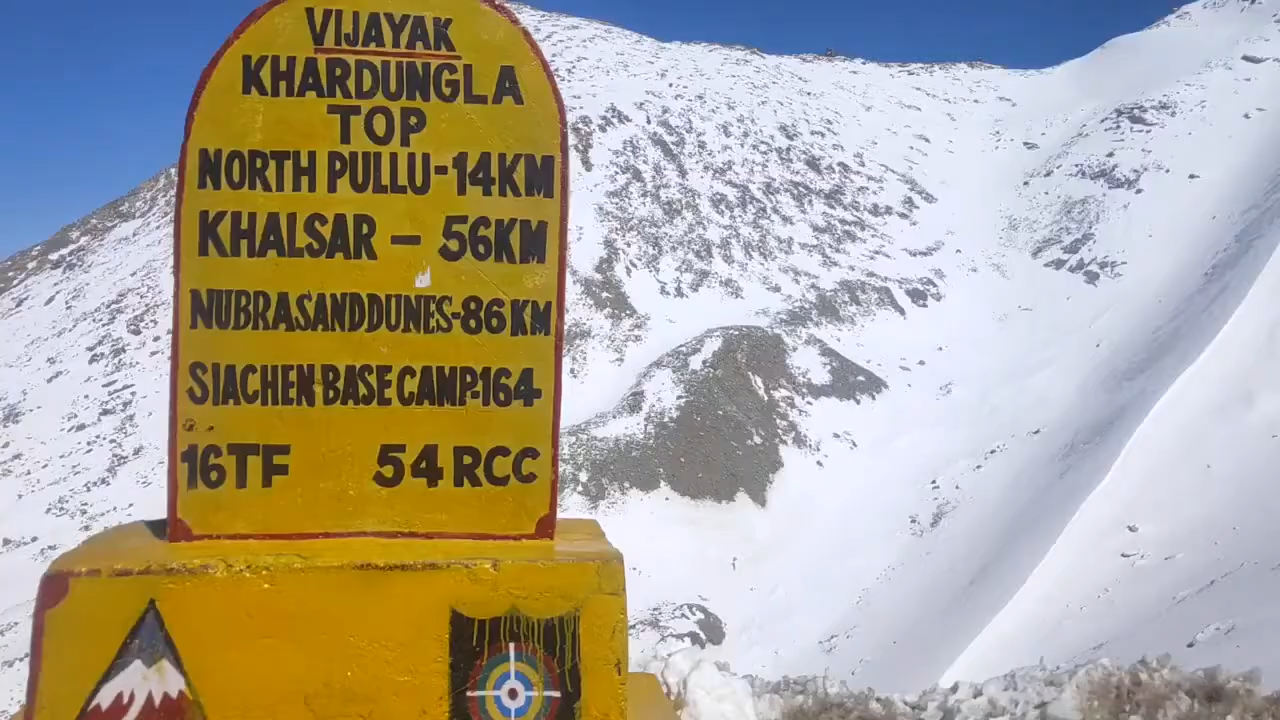 VIJAYAK
KHARDUNGLA
TOP
NORTH PULLU-14KM
KHALSAR - 56KM
NUBRASANDDUNES-86KM
SIACHEN-BASE CAMP-164-
16TF 54 RCC